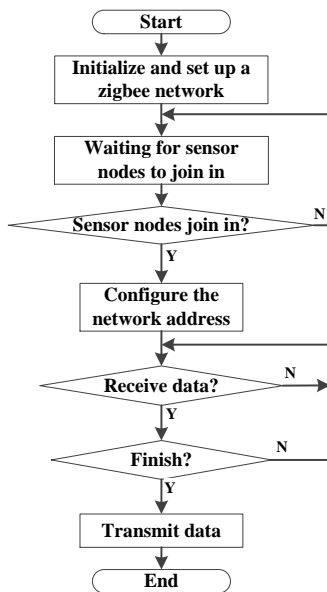 Start
Initialize and set up a
zigbee network
Waiting for sensor
nodes to join in
Sensor nodes join in?
N
Y
Configure the
network address
Receive data?
N
Y
Finish?
N
Y
Transmit data
End